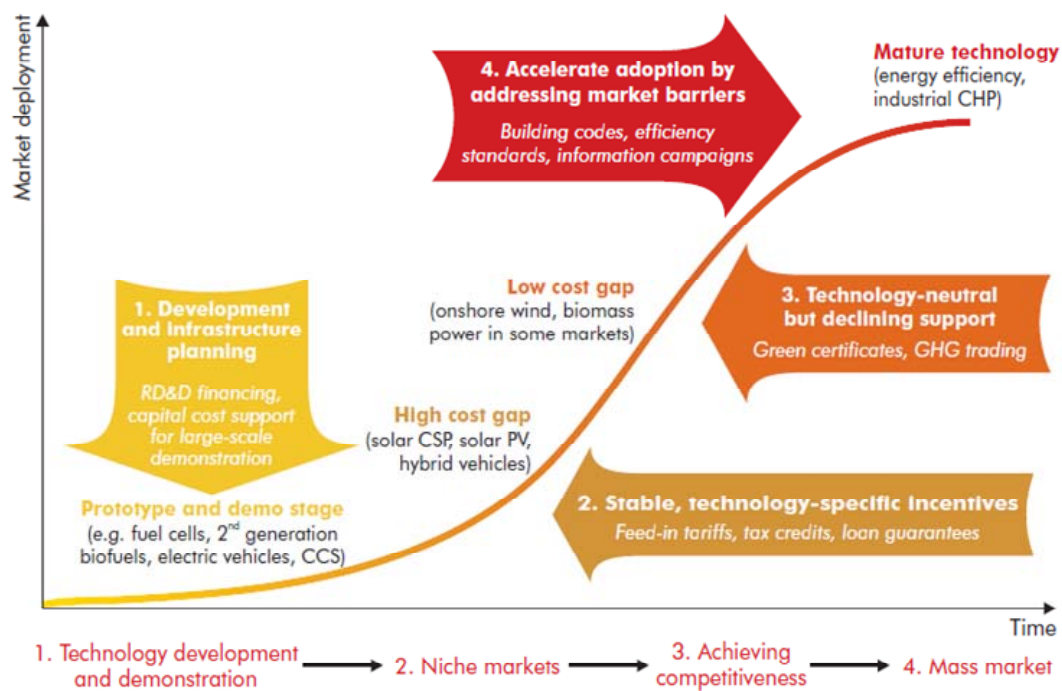 Market deployment
4. Accelerate adoption by
addressing market barriers
Building codes, efficiency
standards, information campaigns
Mature technology
(energy efficiency,
industrial CHP)
1. Development
and infrastructure
planning
RD&D financing,
capital cost support
for large-scale
demonstration
Low cost gap
(onshore wind, biomass
power in some markets)
3. Technology-neutral
but declining support
Green certificates, GHG trading
High cost gap
(solar CSP, solar PV,
hybrid vehicles)
Prototype and demo stage
(e.g. fuel cells, 2nd generation
biofuels, electric vehicles, CCS)
2. Stable, technology-specific incentives
Feed-in tariffs, tax credits, loan guarantees
Time
1. Technology development
and demonstration
2. Niche markets
3. Achieving
competitiveness
4. Mass market